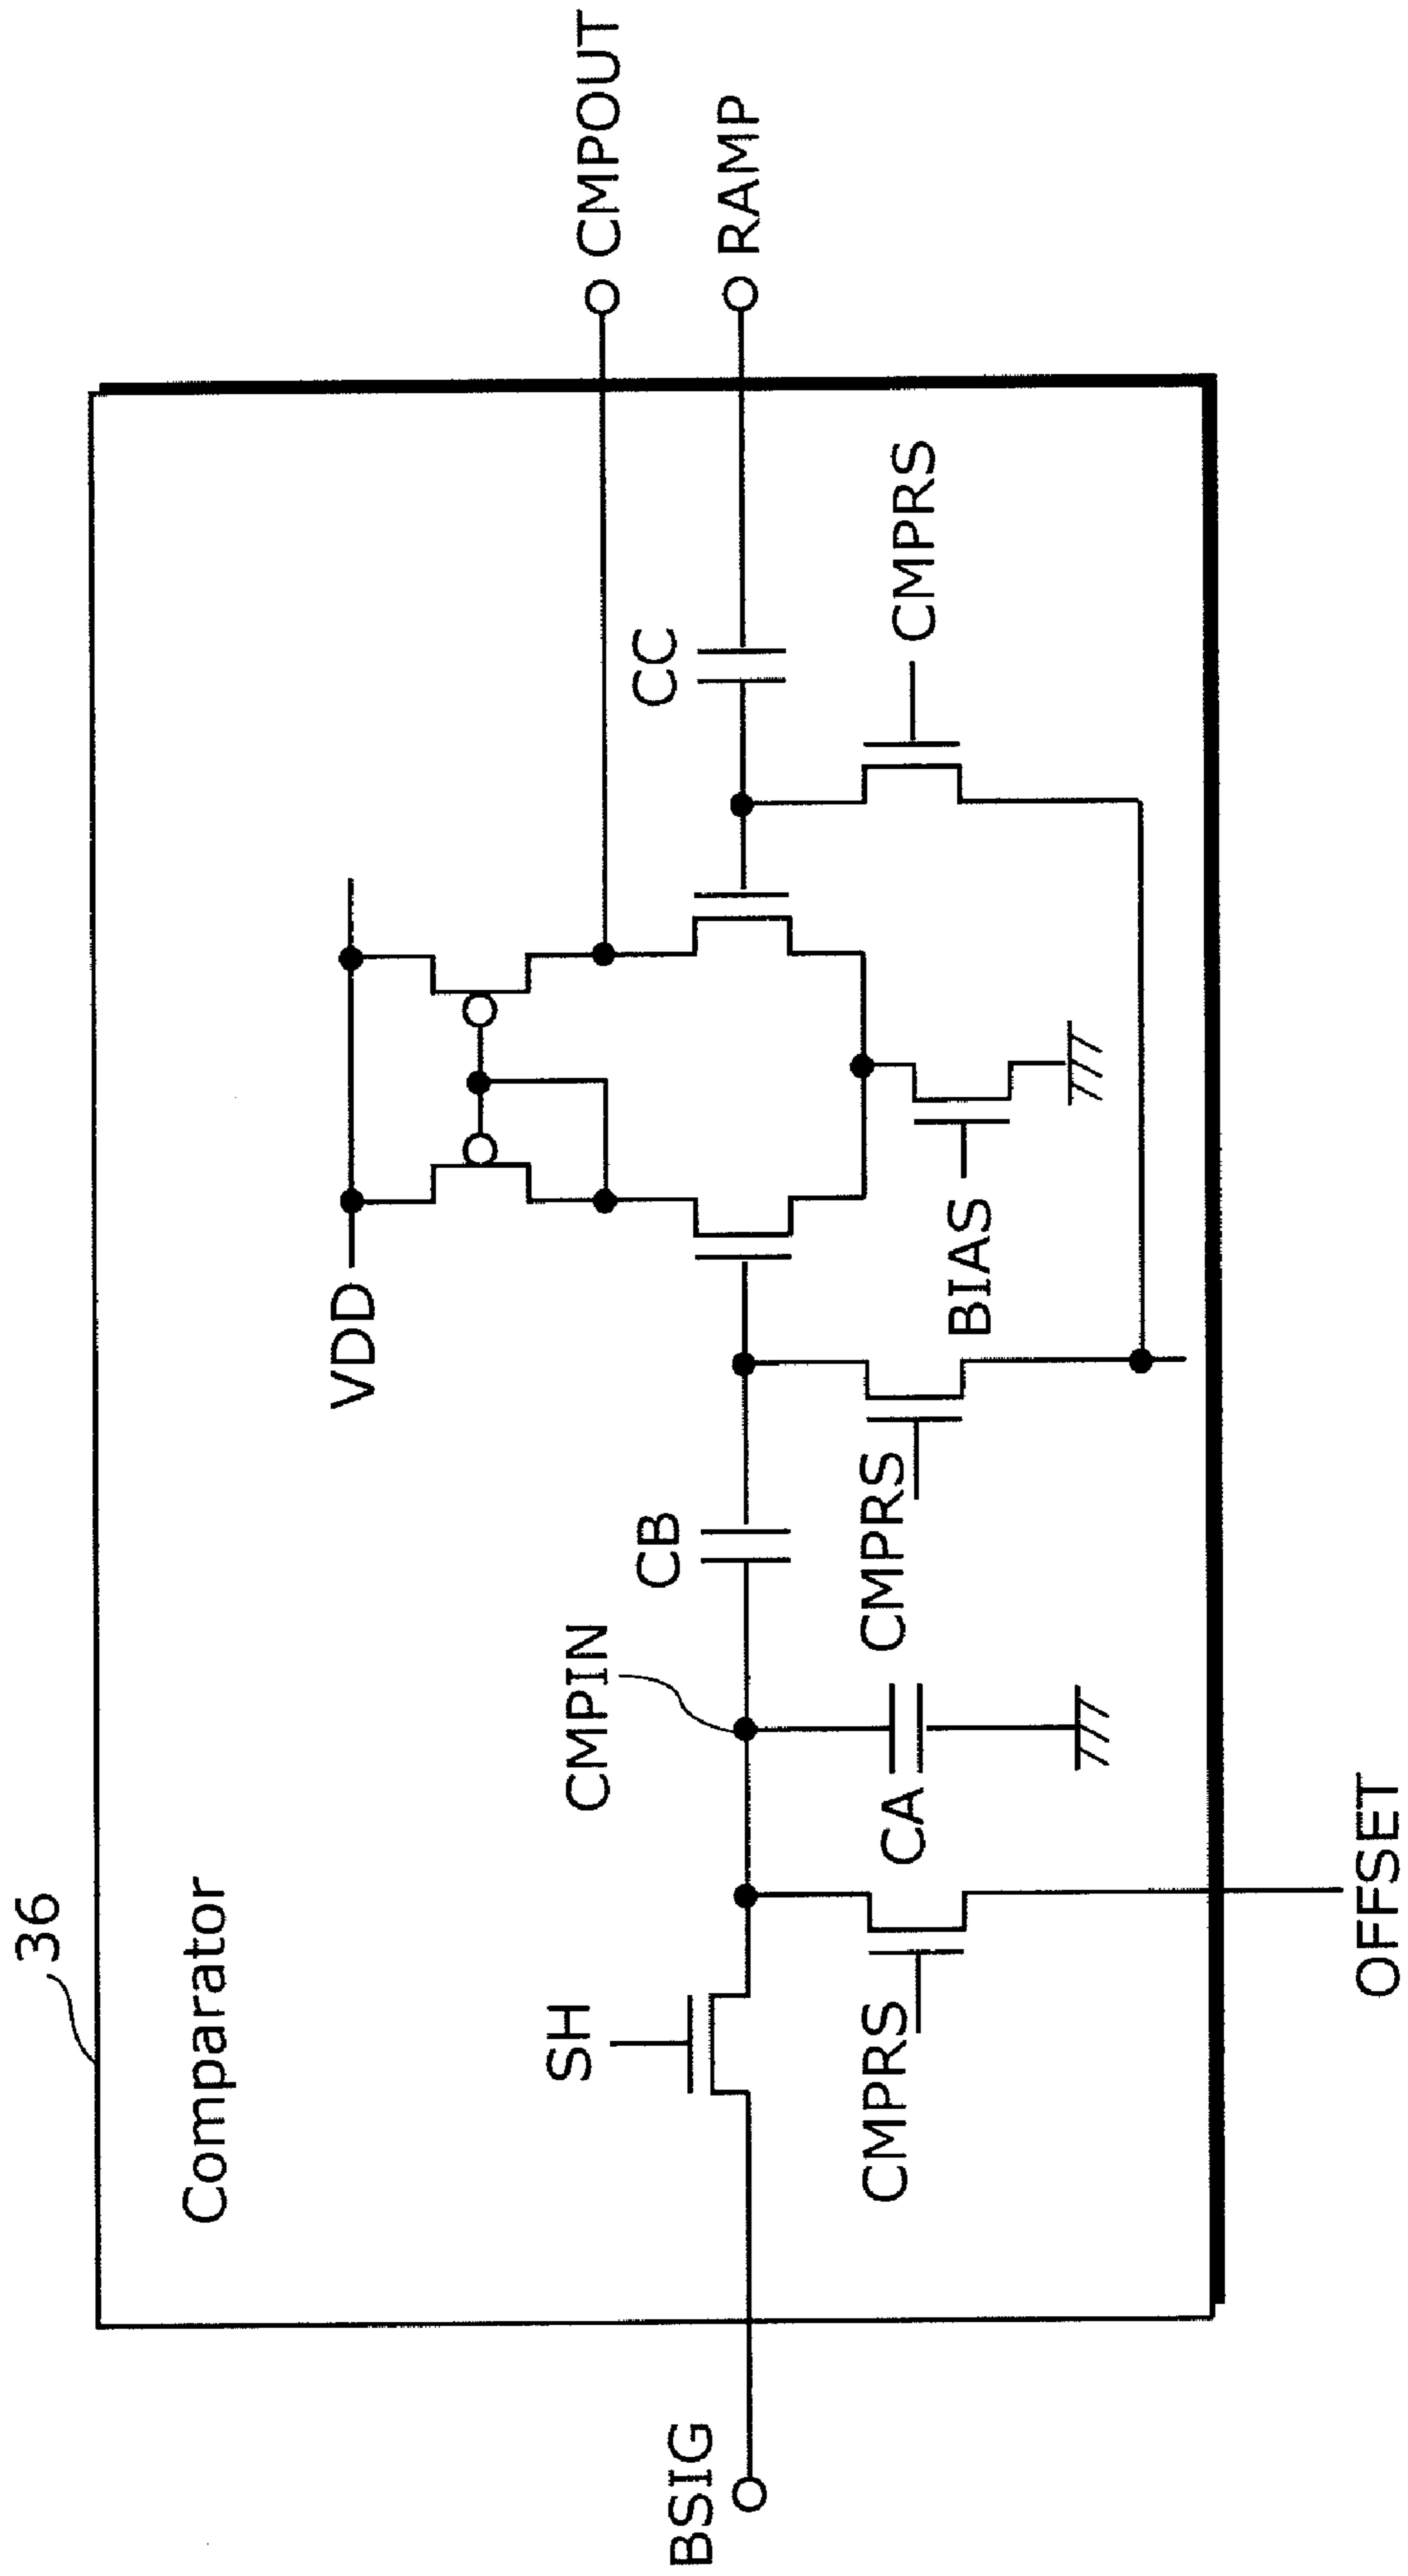 36
Comparator
VDD
CMPOUT
RAMP
SH
CMPIN
CB
CC
BSIG
CMPRS
CA
CMPRS
BIAS
CMPRS
OFFSET